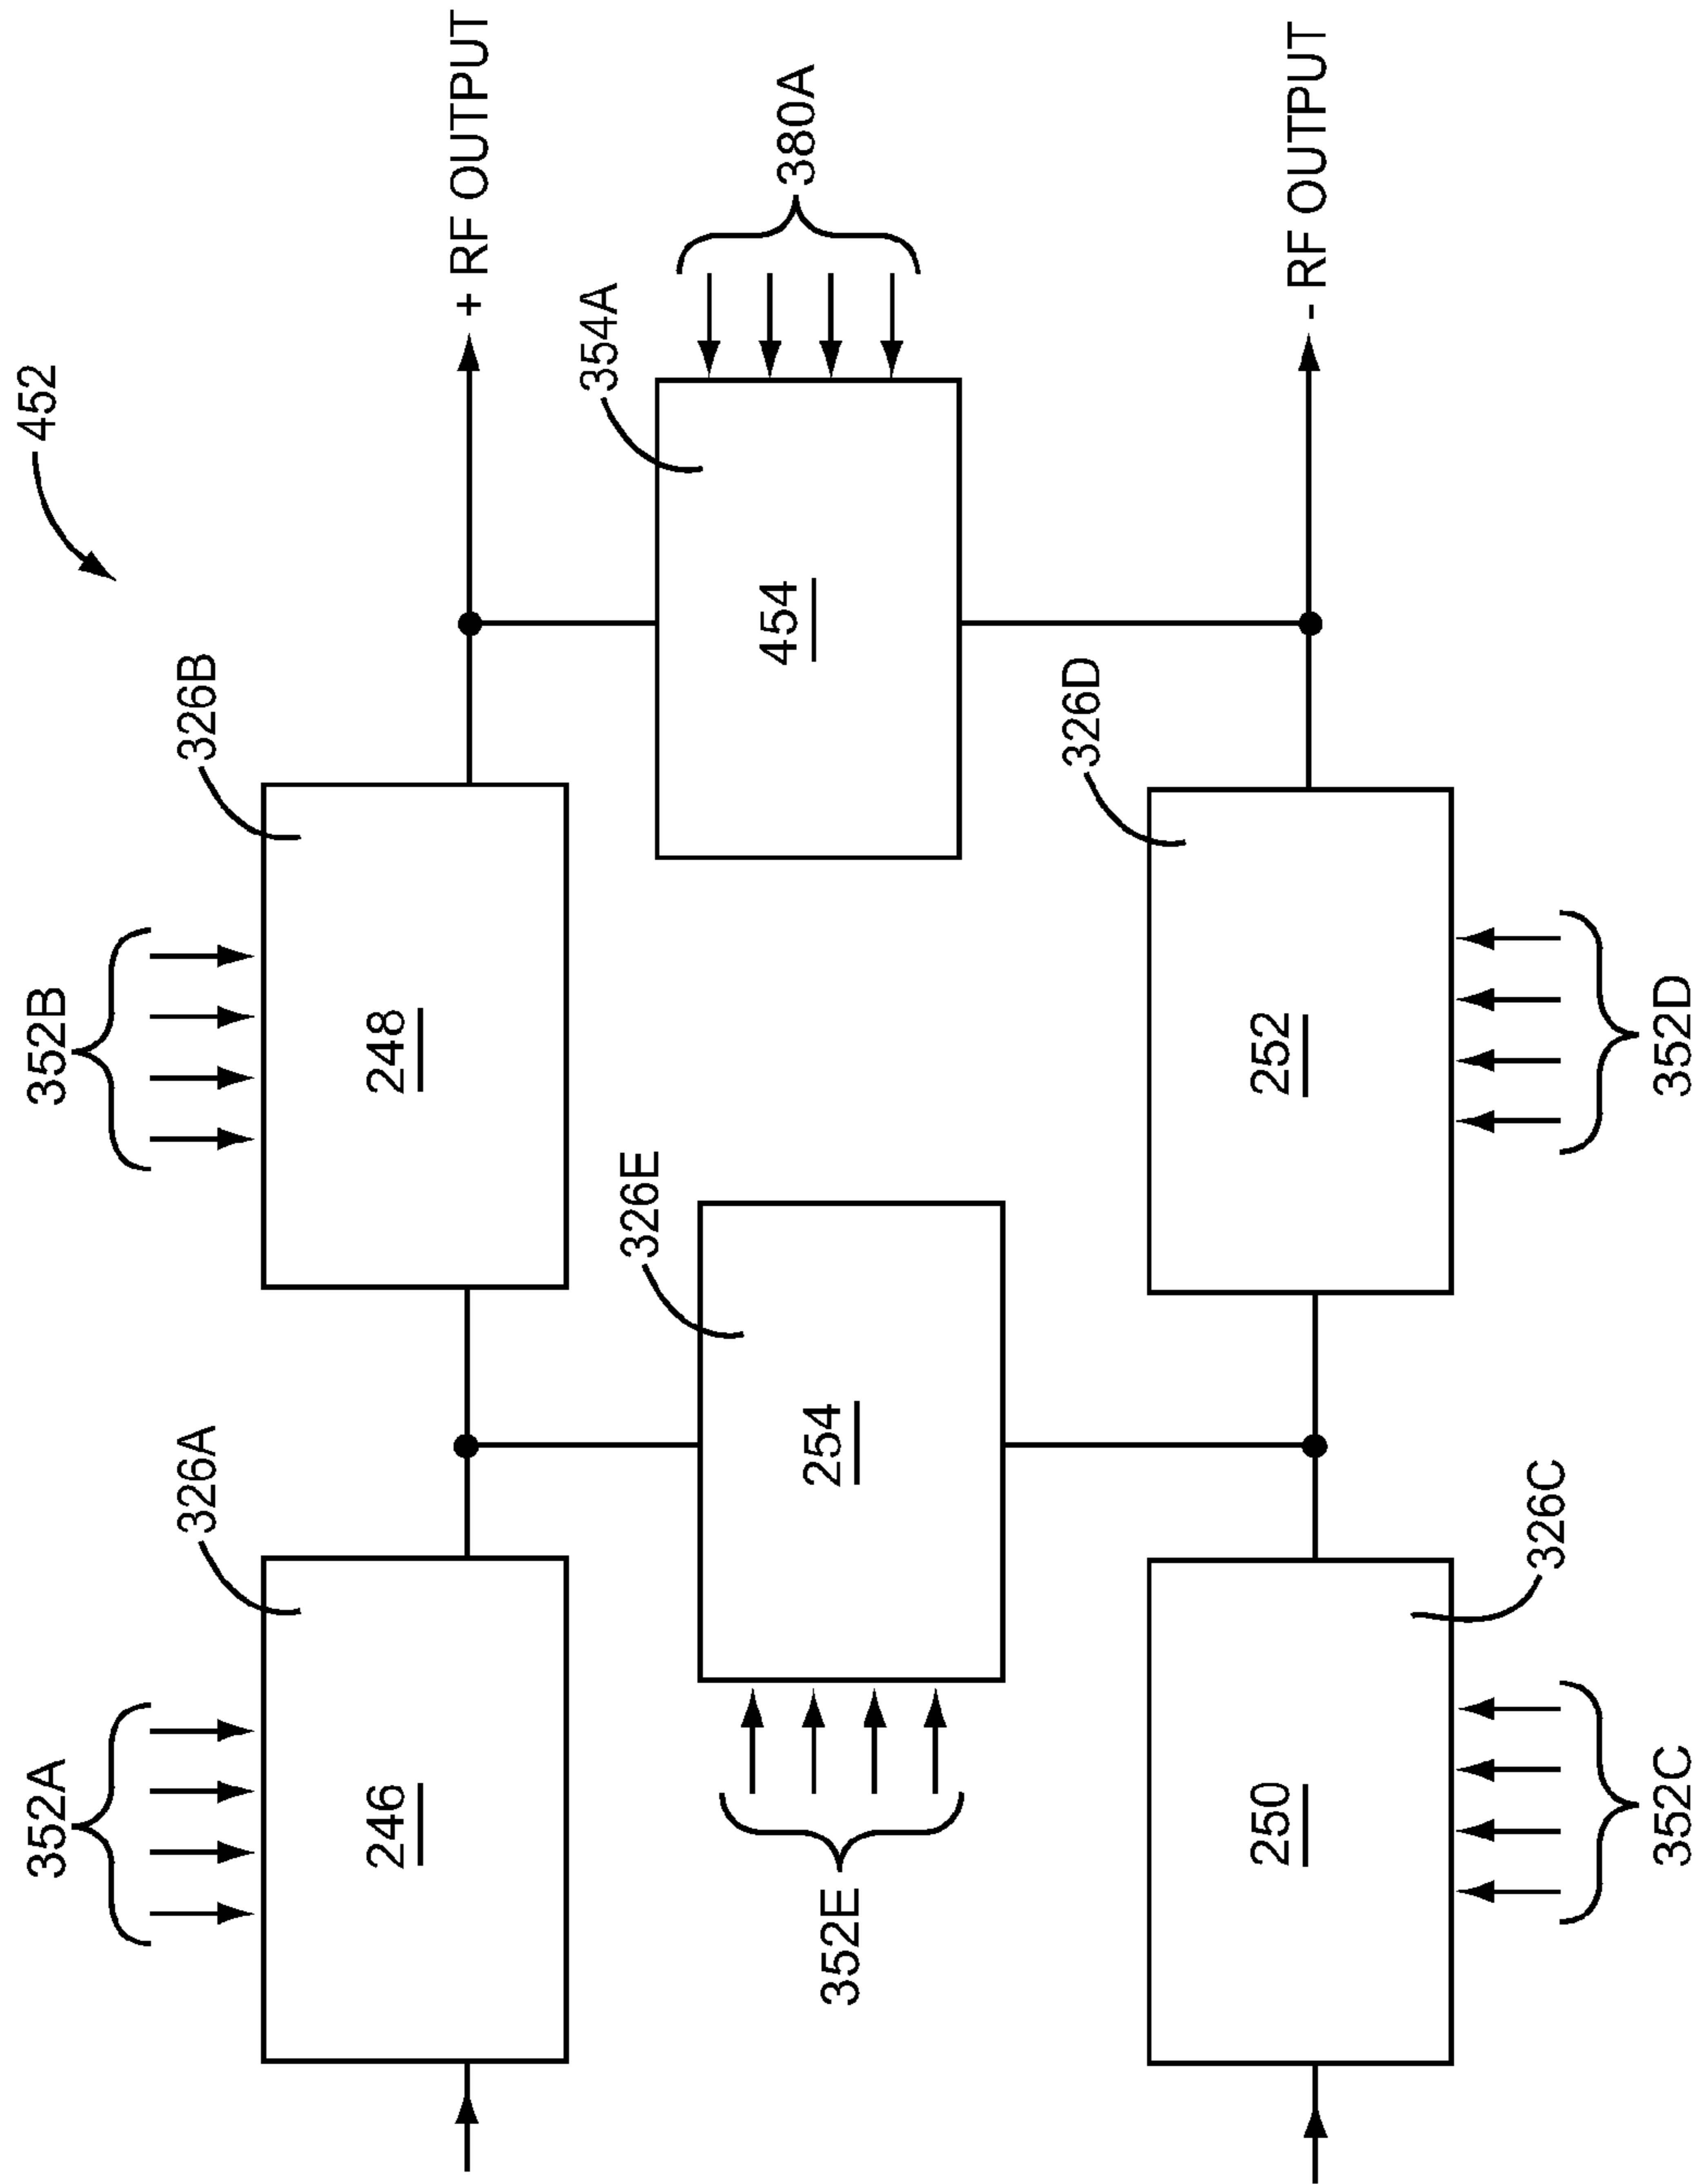 452
352A
352B
326A
326B
246
248
+ RF OUTPUT
354A
380A
326E
454
254
352E
326D
250
252
- RF OUTPUT
326C
352C
352D